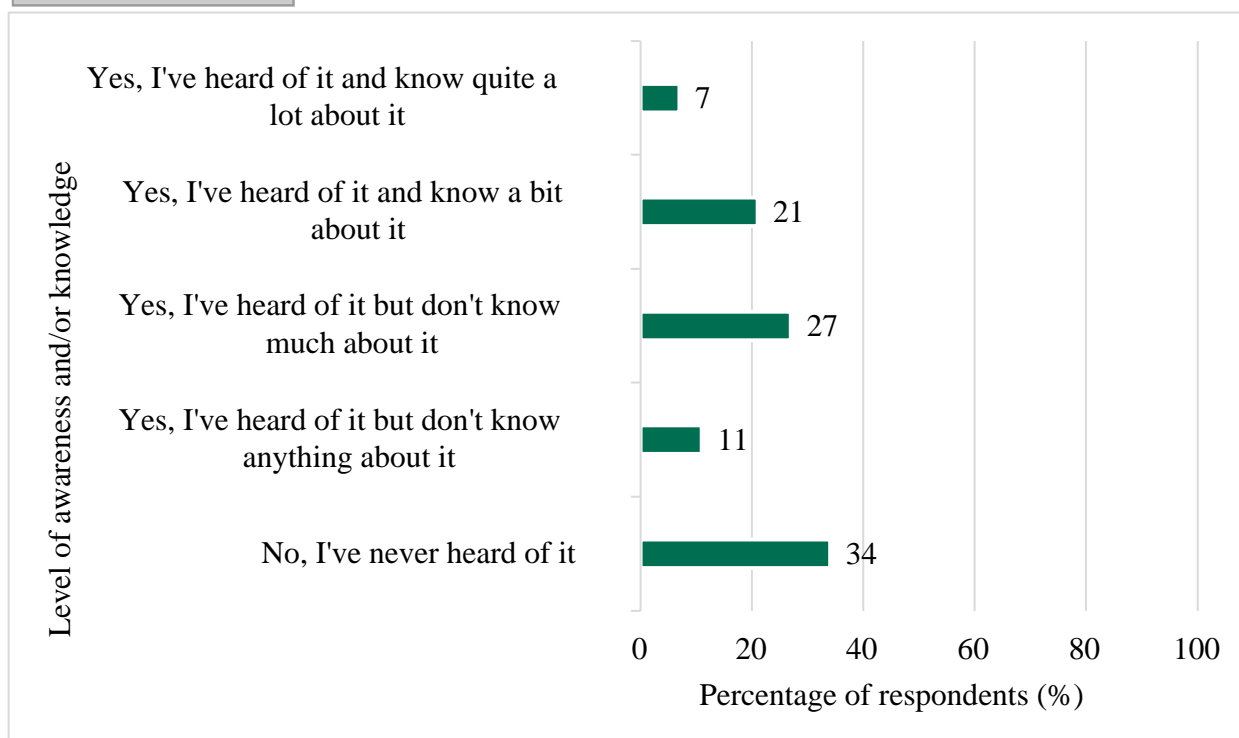 Yes, I've heard of it and know quite a
lot about it
7
Yes, I've heard of it and know a bit
about it
21
Yes, I've heard of it but don't know
much about it
27
Yes, I've heard of it but don't know
anything about it
11
No, I've never heard of it
34
Level of awareness and/or knowledge
0 20 40 60 80 100
Percentage of respondents (%)